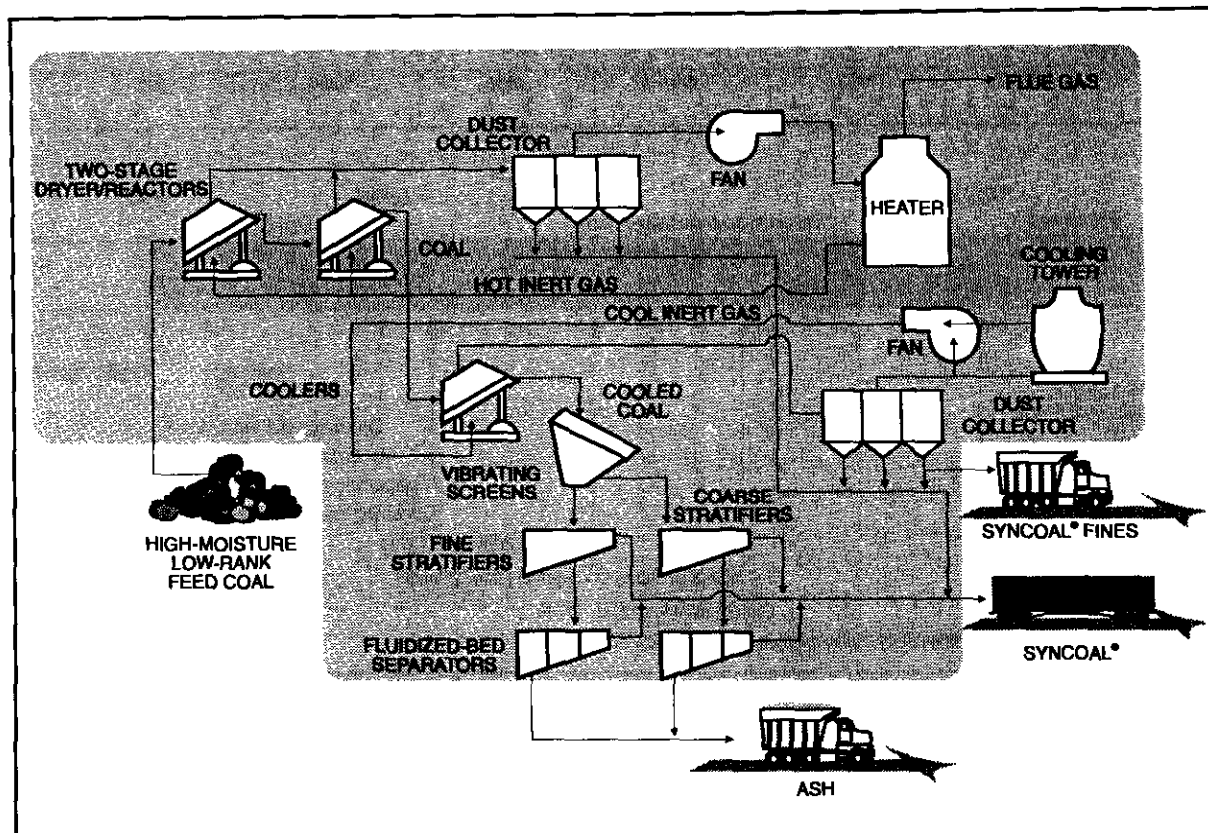 FLUE GAS
DUST
COLLECTOR
TWO-STAGE
DRYER/REACTORS
FAN
HEATER
COAL
COOLING
TOWER
HOT INERT GAS
COOL INERT GAS
FAN
COOLERS
COOLED
COAL
DUST
COLLECTOR
VIBRATING
SCREENS
COARSE
STRATIFIERS
SYNCOAL® FINES
HIGH-MOISTURE
LOW-RANK
FEED COAL
FINE
STRATIFIERS
FLUIDIZED-BED
SEPARATORS
SYNCOAL®
ASH